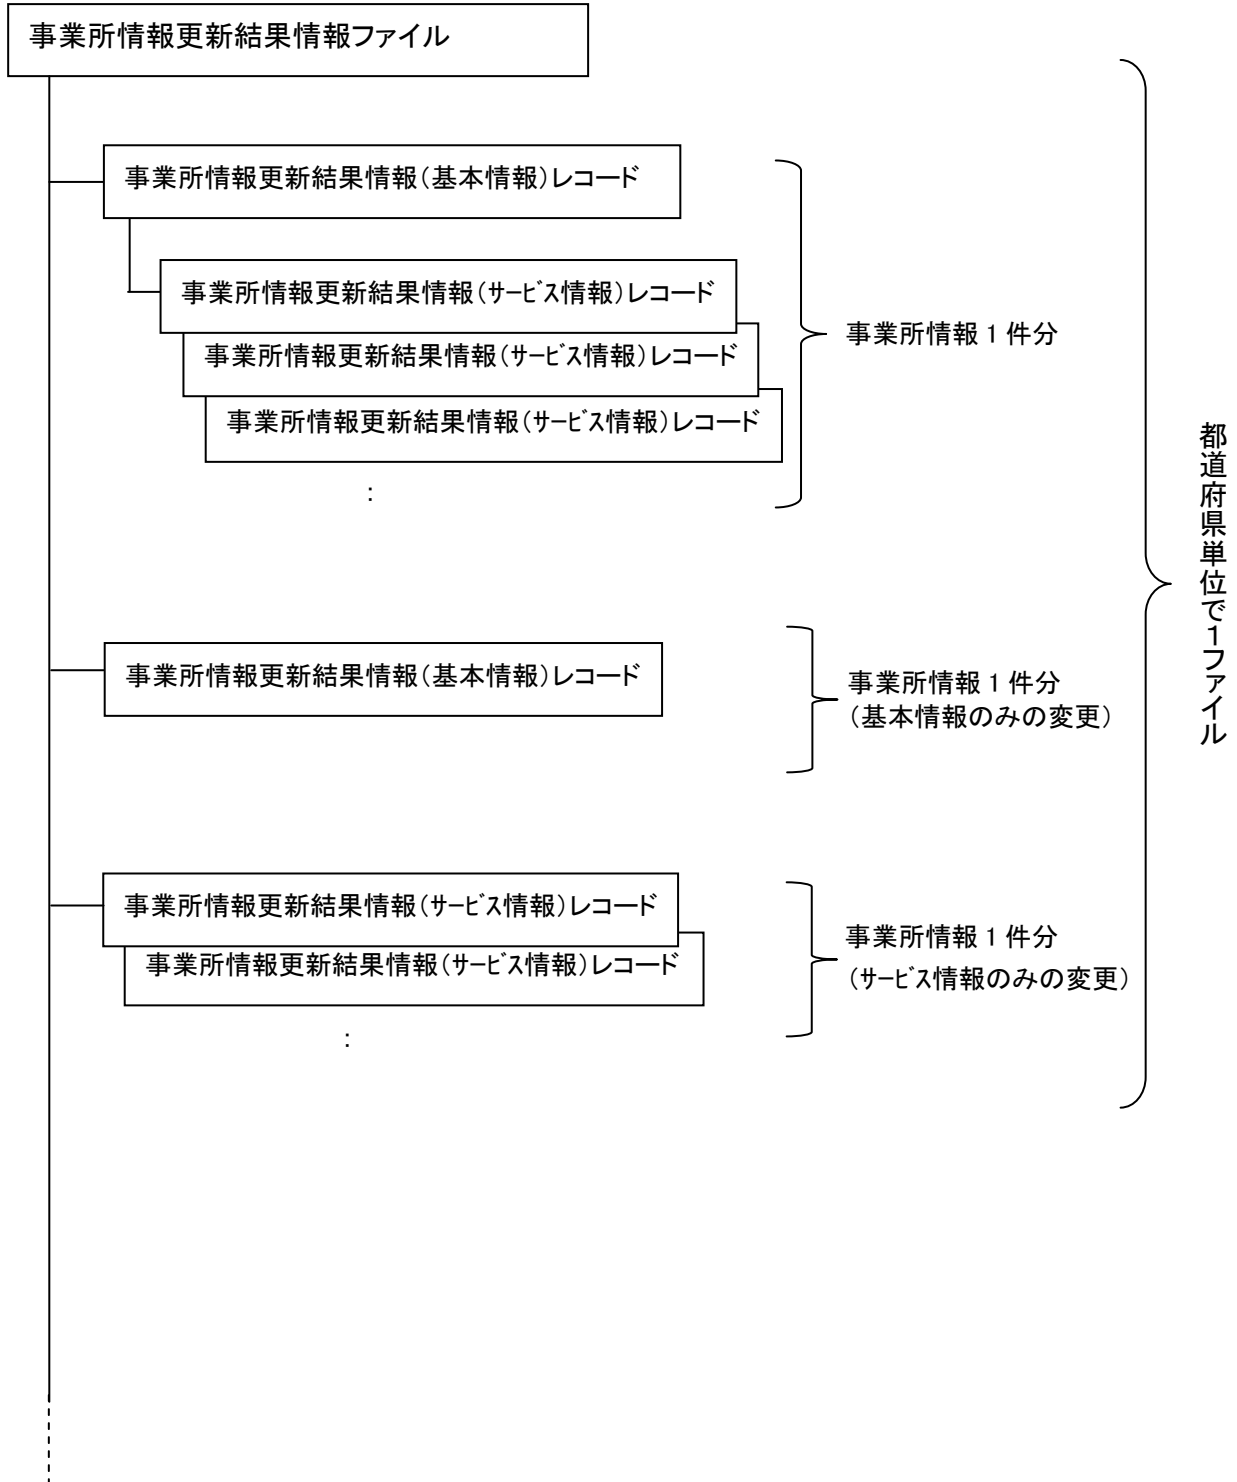 事業所情報更新結果情報ファイル
事業所情報更新結果情報（基本情報）レコード
事業所情報更新結果情報（ｻｰﾋﾞｽ情報）レコード
事業所情報更新結果情報（ｻｰﾋﾞｽ情報）レコード
事業所情報更新結果情報（ｻｰﾋﾞｽ情報）レコード
：
事業所情報 1 件分
事業所情報更新結果情報（基本情報）レコード
事業所情報 1 件分
（基本情報のみの変更）
事業所情報更新結果情報（ｻｰﾋﾞｽ情報）レコード
事業所情報更新結果情報（ｻｰﾋﾞｽ情報）レコード
：
事業所情報 1 件分
（ｻｰﾋﾞｽ情報のみの変更）
都道府県単位で１ファイル